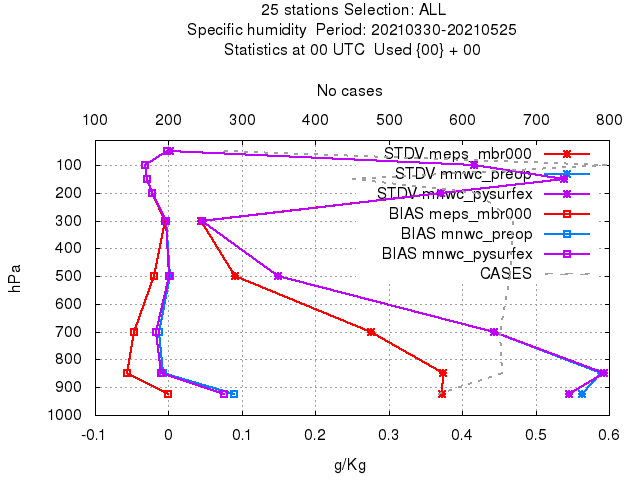 25 stations Selection: ALL
Specific humidity  Period: 20210330-20210525
Statistics at 00 UTC  Used {00} + 00
No cases
100 200 300 400 500 600 700 800
STDV meps_mbr000
STDV mnwc_preop
STDV mnwc_pysurfex
BIAS meps_mbr000
BIAS mnwc_preop
BIAS mnwc_pysurfex
CASES
100
200
300
400
500
600
700
800
900
1000
hPa
-0.1 0 0.1 0.2 0.3 0.4 0.5 0.6
g/Kg